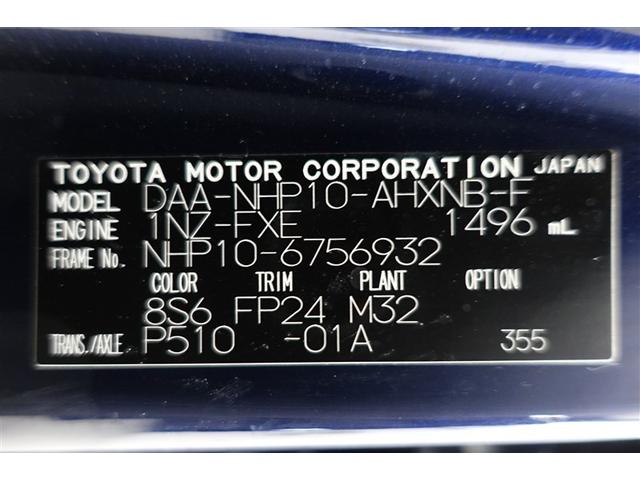 TOYOTA MOTOR CORPORATION JAPAN
MODEL DAA-NHP10-AHXNB-F
ENGINE 1NZ-FXE 1496 mL
FRAME No. NHP10-6756932
COLOR TRIM PLANT OPTION
8S6 FP24 M32
TRANS./AXLE P510 -01A 355